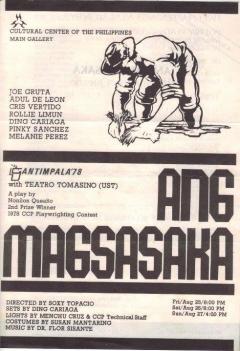 CULTURAL CENTER OF THE PHILIPPINES
MAIN GALLERY
JOE GRUTA
ADUL DE LEON
CRIS VERTIDO
ROLLIE LIMUN
DING CARIAGA
PINKY SANCHEZ
MELANIE PEREZ
BANTIMPALA'78
with TEATRO TOMASINO (UST)
A play by
Nonilon Queaño
2nd Prize Winner
1978 CCP Playwrighting Contest
ANG
MAGSASAKA
DIRECTED BY SOXY TOPACIO
SETS BY DING CARIAGA
LIGHTS BY MENCHU CRUZ & CCP Technical Staff
COSTUMES BY SUSAN MANTARING
MUSIC BY DR. FLOR SISANTE
Fri/Aug 25/8:00 PM
Sat/Aug 26/8:00 PM
Sun/Aug 27/4:00 PM